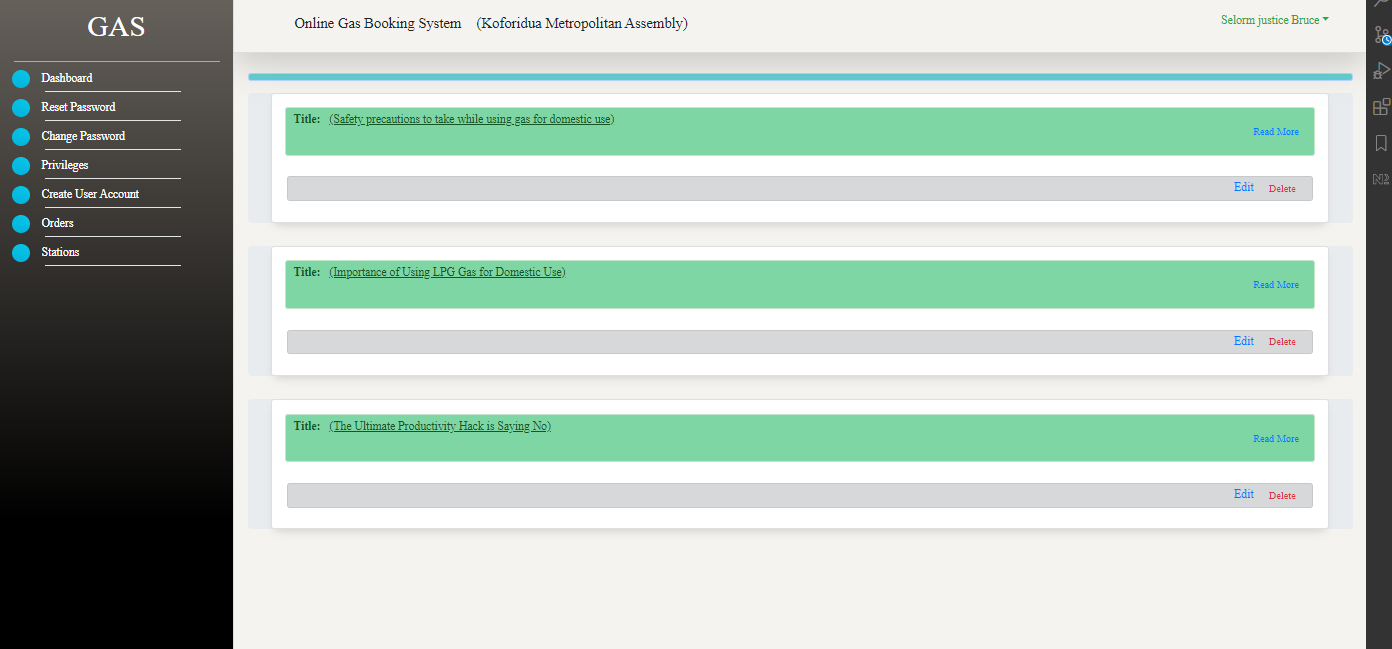 GAS
Dashboard
Reset Password
Change Password
Privileges
Create User Account
Orders
Stations
Online Gas Booking System (Koforidua Metropolitan Assembly)
Selorm justice Bruce
Title: (Safety precautions to take while using gas for domestic use)
Read More
Edit Delete
Title: (Importance of Using LPG Gas for Domestic Use)
Read More
Edit Delete
Title: (The Ultimate Productivity Hack is Saying No)
Read More
Edit Delete